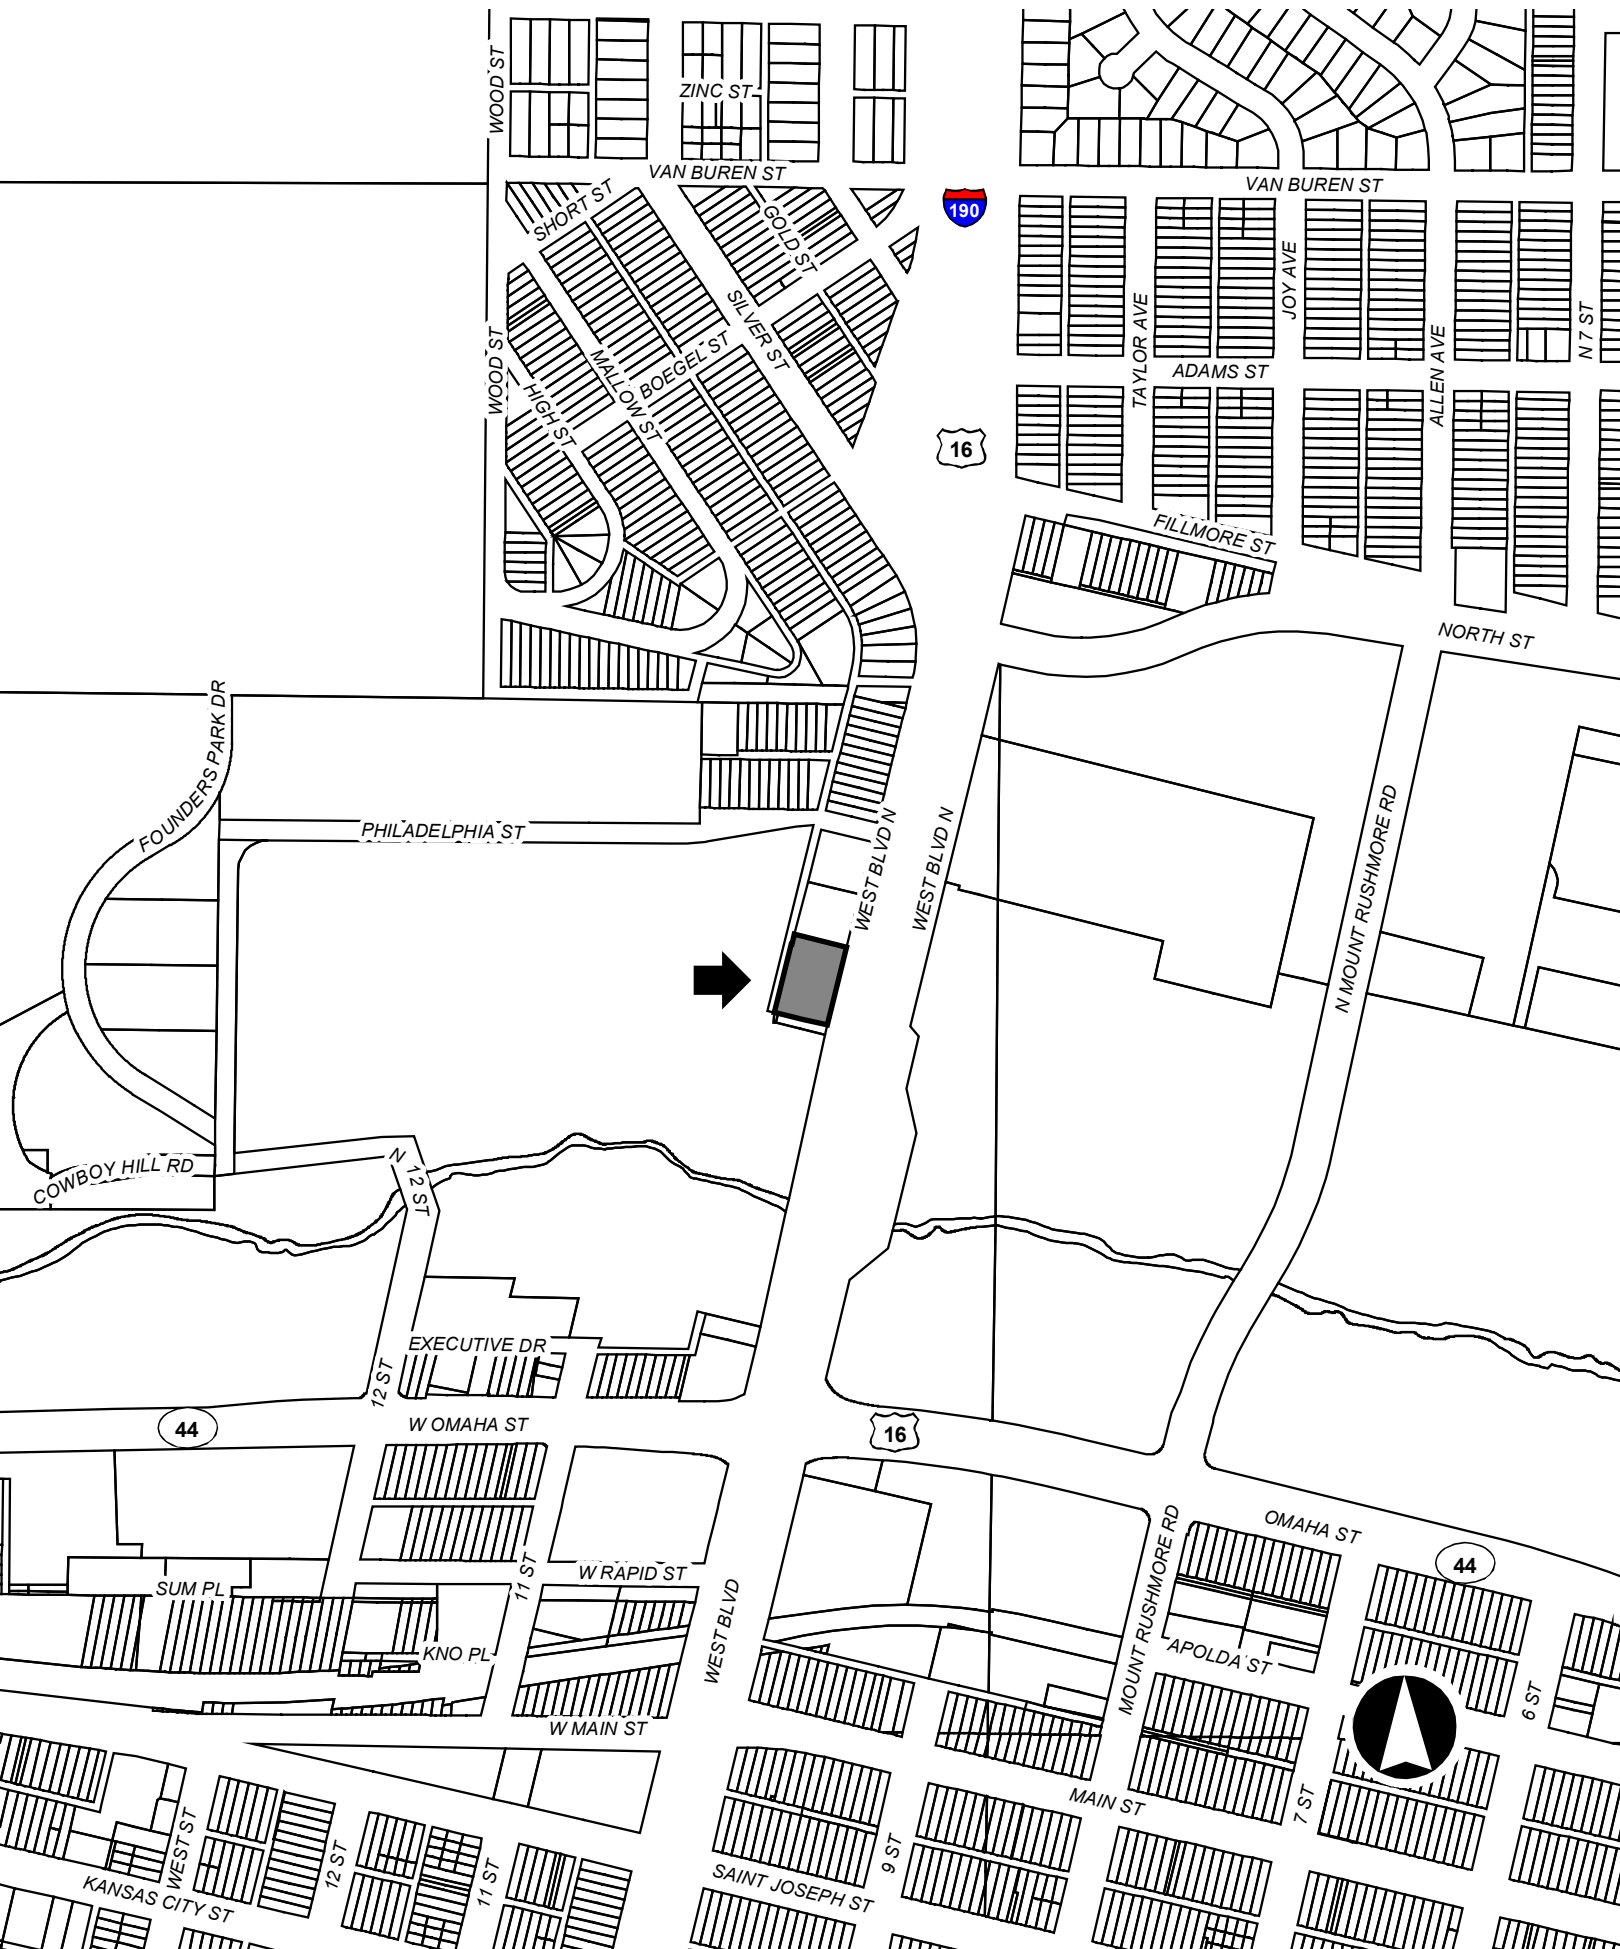 WOOD ST
ZINC ST
VAN BUREN ST
VAN BUREN ST
SHORT ST
GOLD ST
190
SILVER ST
JOY AVE
TAYLOR AVE
N 7 ST
WOOD ST
MALLOW ST
BOEGEL ST
ALLEN AVE
ADAMS ST
HIGH ST
16
FILLMORE ST
NORTH ST
FOUNDERS PARK DR
PHILADELPHIA ST
WEST BLVD N
WEST BLVD N
N MOUNT RUSHMORE RD
COWBOY HILL RD
N 12 ST
EXECUTIVE DR
12 ST
44
W OMAHA ST
16
OMAHA ST
44
SUM PL
11 ST
W RAPID ST
WEST BLVD
MOUNT RUSHMORE RD
KNO PL
APOLDA ST
6 ST
W MAIN ST
MAIN ST
7 ST
WEST ST
12 ST
11 ST
9 ST
SAINT JOSEPH ST
KANSAS CITY ST